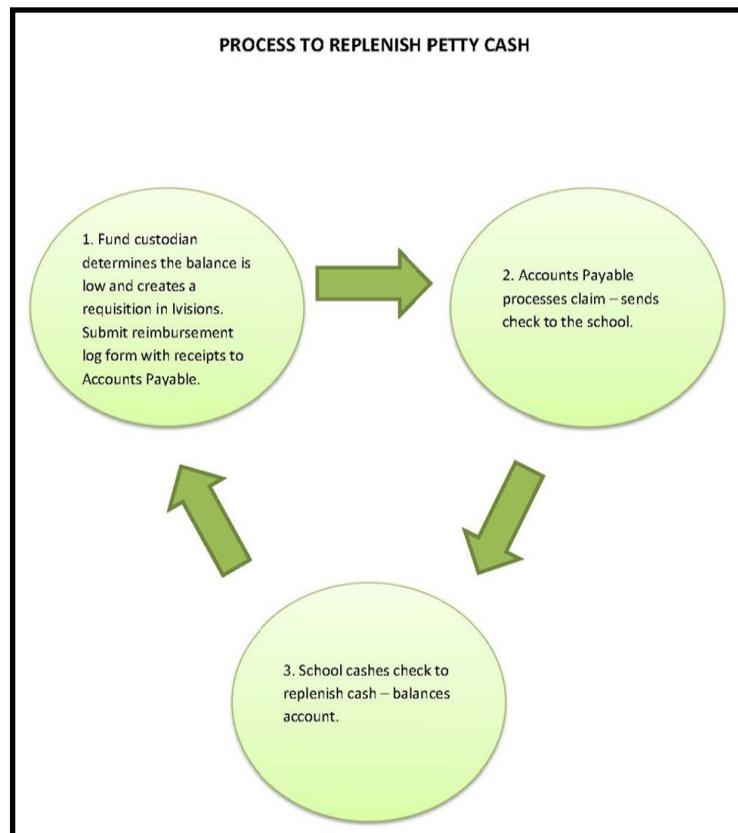 PROCESS TO REPLENISH PETTY CASH
1. Fund custodian
determines the balance is
low and creates a
requisition in Ivisions.
Submit reimbursement
log form with receipts to
Accounts Payable.
2. Accounts Payable
processes claim – sends
check to the school.
3. School cashes check to
replenish cash – balances
account.